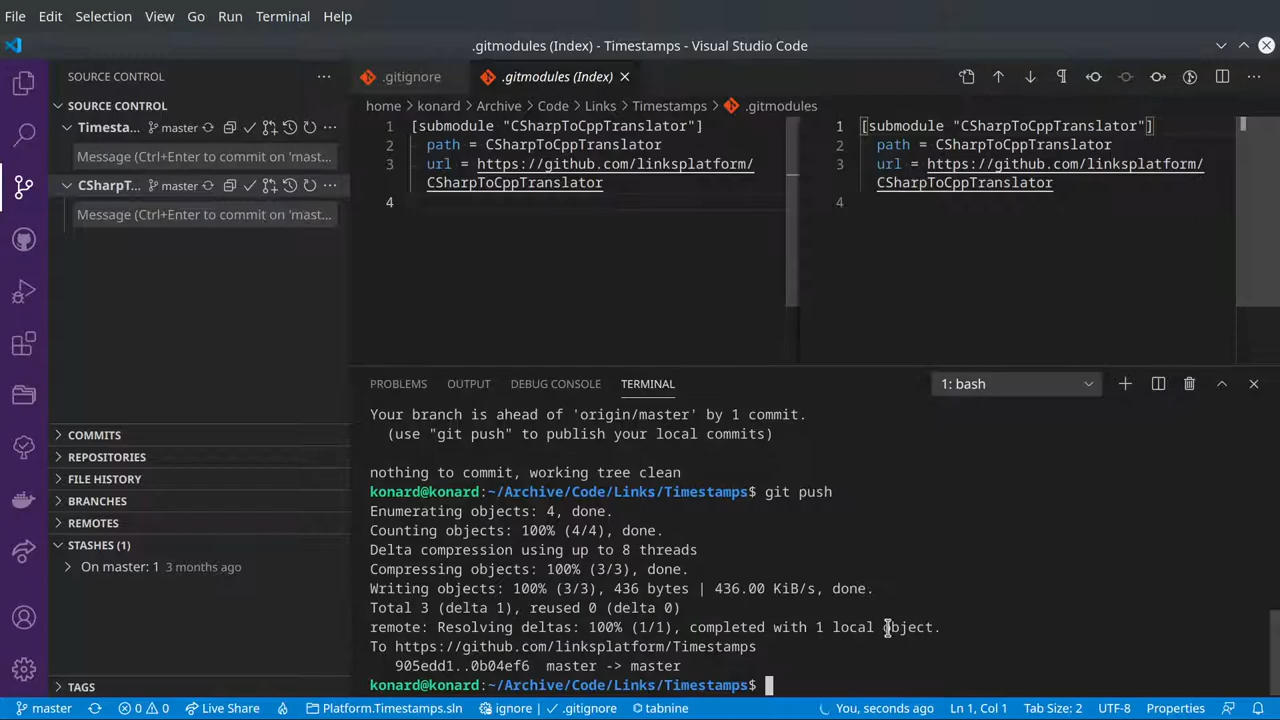 File Edit Selection View Go Run Terminal Help
.gitmodules (Index) - Timestamps - Visual Studio Code
SOURCE CONTROL
SOURCE CONTROL
Timesta... master
Message (Ctrl+Enter to commit on 'mast...
CSharpT... master
Message (Ctrl+Enter to commit on 'mast...
COMMITS
REPOSITORIES
FILE HISTORY
BRANCHES
REMOTES
STASHES (1)
On master: 1 3 months ago
TAGS
.gitignore .gitmodules (Index)
home > konard > Archive > Code > Links > Timestamps > .gitmodules
1 [submodule "CSharpToCppTranslator"]
2 path = CSharpToCppTranslator
3 url = https://github.com/linksplatform/
CSharpToCppTranslator
4
1 [submodule "CSharpToCppTranslator"]
2 path = CSharpToCppTranslator
3 url = https://github.com/linksplatform/
CSharpToCppTranslator
4
PROBLEMS OUTPUT DEBUG CONSOLE TERMINAL 1: bash
Your branch is ahead of 'origin/master' by 1 commit.
(use "git push" to publish your local commits)
nothing to commit, working tree clean
konard@konard:~/Archive/Code/Links/Timestamps$ git push
Enumerating objects: 4, done.
Counting objects: 100% (4/4), done.
Delta compression using up to 8 threads
Compressing objects: 100% (3/3), done.
Writing objects: 100% (3/3), 436 bytes | 436.00 KiB/s, done.
Total 3 (delta 1), reused 0 (delta 0)
remote: Resolving deltas: 100% (1/1), completed with 1 local object.
To https://github.com/linksplatform/Timestamps
905edd1..0b04ef6 master -> master
konard@konard:~/Archive/Code/Links/Timestamps$
master 0 0 Live Share Platform.Timestamps.sln ignore | .gitignore tabnine You, seconds ago Ln 1, Col 1 Tab Size: 2 UTF-8 Properties